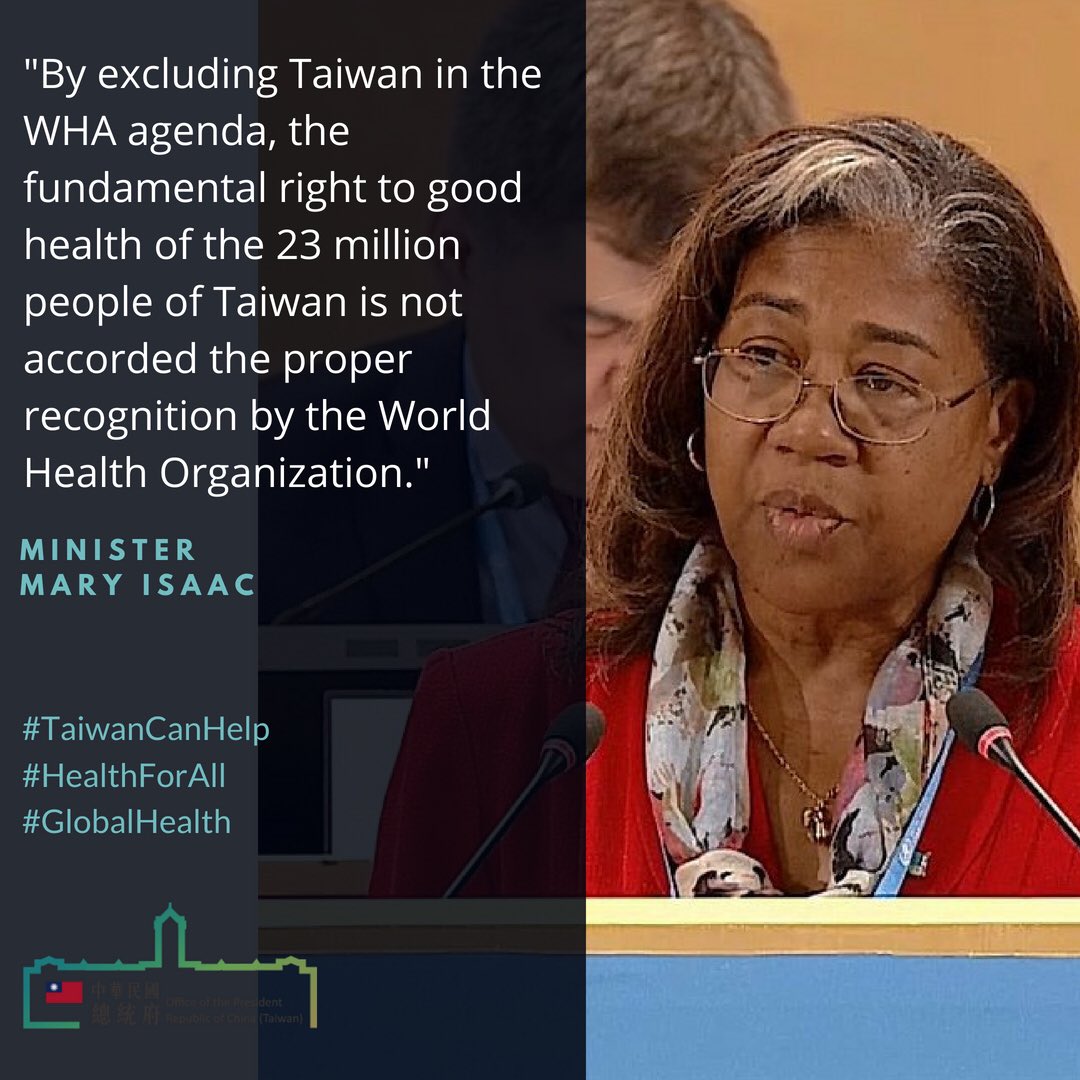 "By excluding Taiwan in the
WHA agenda, the
fundamental right to good
health of the 23 million
people of Taiwan is not
accorded the proper
recognition by the World
Health Organization."
MINISTER
MARY ISAAC
#TaiwanCanHelp
#HealthForAll
#GlobalHealth
中華民國
總統府
Office of the President
Republic of China (Taiwan)